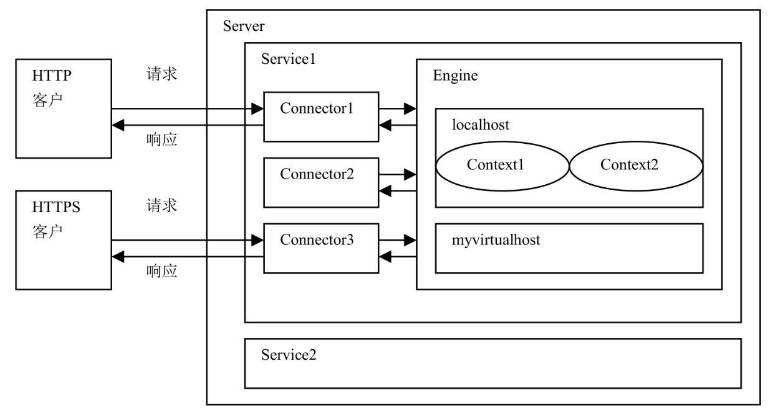 Server
Service1
HTTP
客户
请求
响应
Connector1
Engine
localhost
Context1
Context2
Connector2
HTTPS
客户
请求
响应
Connector3
myvirtualhost
Service2